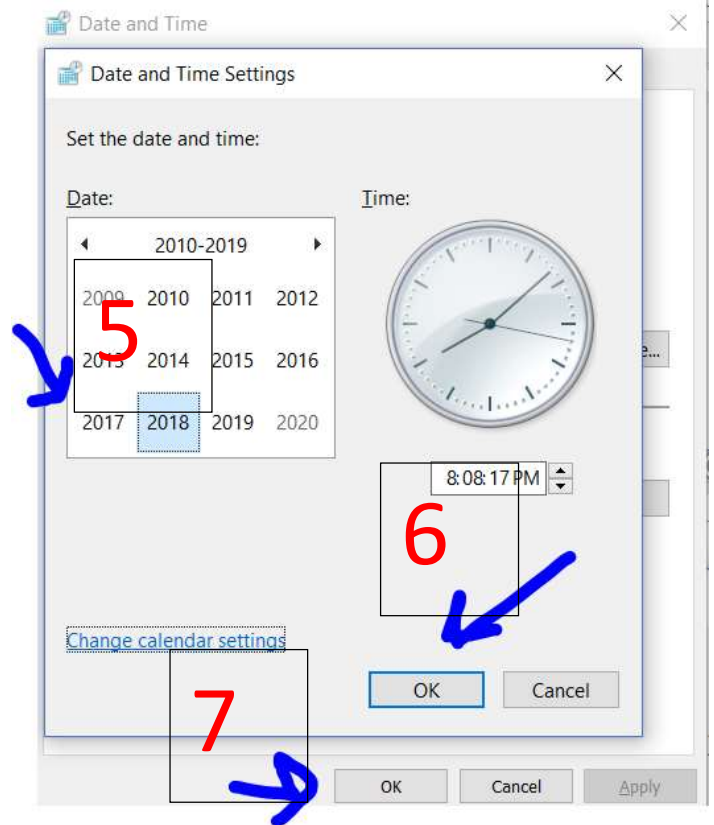 Date and Time
Date and Time Settings
Set the date and time:
Date: Time:
2010-2019
2009 2010 2011 2012
5
2013 2014 2015 2016
2017 2018 2019 2020
8:08:17 PM
6
Change calendar settings
7
OK Cancel
OK Cancel Apply